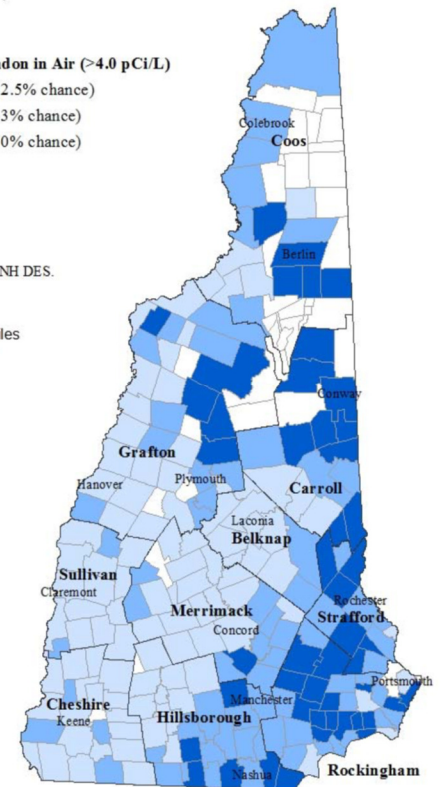 don in Air (>4.0 pCi/L)
2.5% chance)
3% chance)
0% chance)
Colebrook
Coos
Berlin
NH DES.
les
Conway
Grafton
Plymouth
Hanover
Carroll
Laconia
Belknap
Sullivan
Claremont
Rochester
Merrimack
Strafford
Concord
Portsmouth
Cheshire
Manchester
Keene
Hillsborough
Nashua
Rockingham